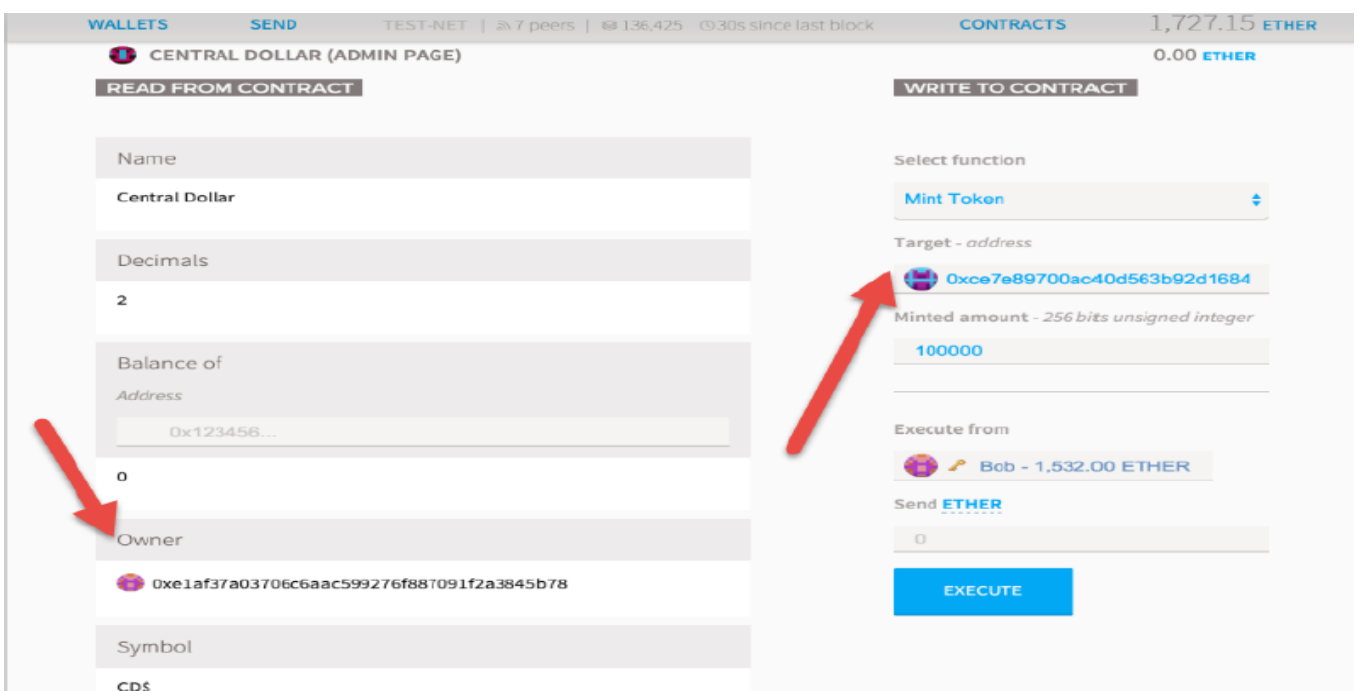 WALLETS SEND TEST-NET | 7 peers | 136,425 30s since last block CONTRACTS 1,727.15 ETHER
CENTRAL DOLLAR (ADMIN PAGE) 0.00 ETHER
READ FROM CONTRACT
Name
Central Dollar
Decimals
2
Balance of
Address
0x123456...
0
Owner
0xe1af37a03706c6aac599276f887091f2a3845b78
Symbol
CD$
WRITE TO CONTRACT
Select function
Mint Token
Target - address
0xce7e89700ac40d563b92d1684
Minted amount - 256 bits unsigned integer
100000
Execute from
Bob - 1,532.00 ETHER
Send ETHER
0
EXECUTE